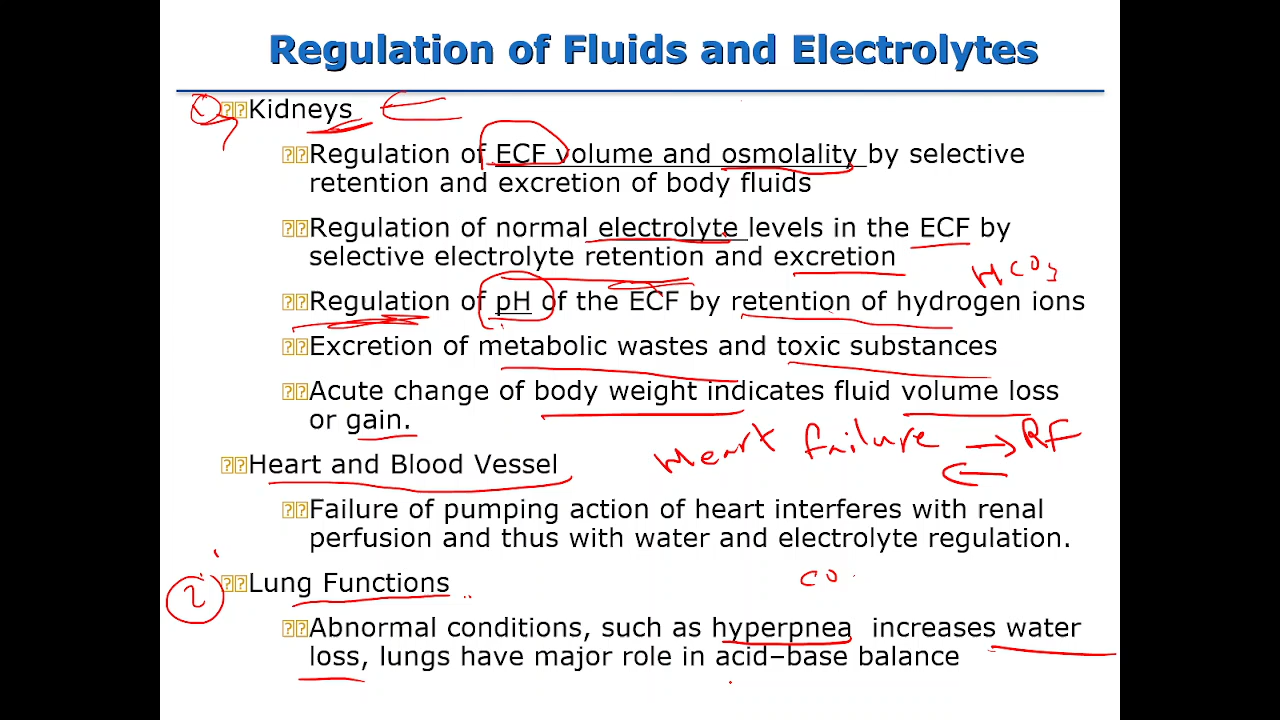 Regulation of Fluids and Electrolytes
Kidneys
Regulation of ECF volume and osmolality by selective
retention and excretion of body fluids
Regulation of normal electrolyte levels in the ECF by
selective electrolyte retention and excretion
HCO3
Regulation of pH of the ECF by retention of hydrogen ions
Excretion of metabolic wastes and toxic substances
Acute change of body weight indicates fluid volume loss
or gain.
Heart failure → RF
←
Heart and Blood Vessel
Failure of pumping action of heart interferes with renal
perfusion and thus with water and electrolyte regulation.
CO
2 Lung Functions
Abnormal conditions, such as hyperpnea increases water
loss, lungs have major role in acid–base balance